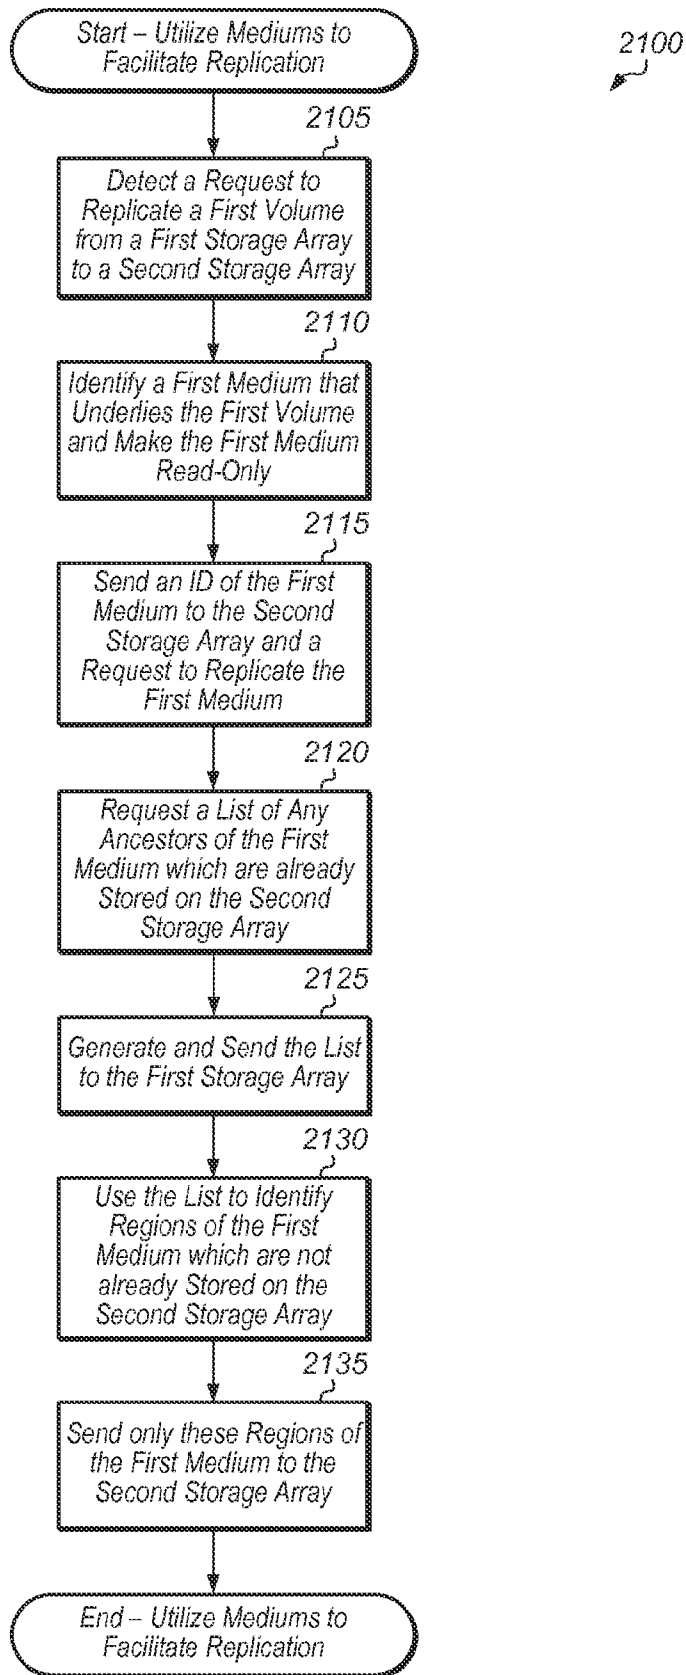 Start – Utilize Mediums to
Facilitate Replication
2100
2105
Detect a Request to
Replicate a First Volume
from a First Storage Array
to a Second Storage Array
2110
Identify a First Medium that
Underlies the First Volume
and Make the First Medium
Read-Only
2115
Send an ID of the First
Medium to the Second
Storage Array and a
Request to Replicate the
First Medium
2120
Request a List of Any
Ancestors of the First
Medium which are already
Stored on the Second
Storage Array
2125
Generate and Send the List
to the First Storage Array
2130
Use the List to Identify
Regions of the First
Medium which are not
already Stored on the
Second Storage Array
2135
Send only these Regions of
the First Medium to the
Second Storage Array
End – Utilize Mediums to
Facilitate Replication